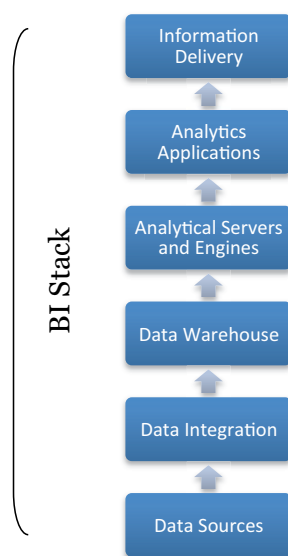 Information
Delivery
Analytics
Applications
Analytical Servers
and Engines
BI Stack
Data Warehouse
Data Integration
Data Sources